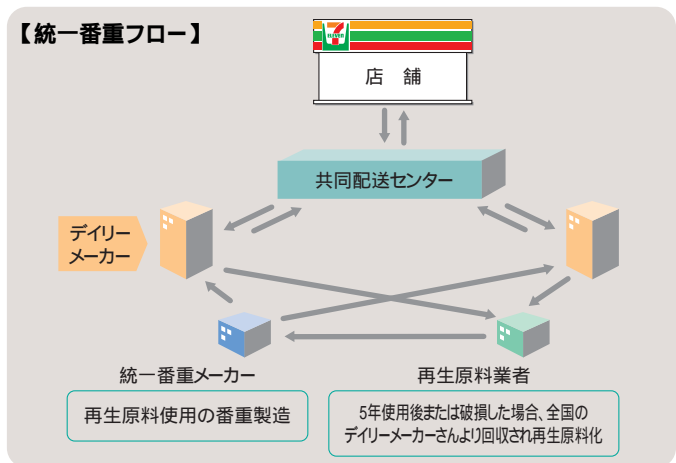 【統一番重フロー】
7
ELEVEN
店 舗
共同配送センター
デイリー
メーカー
統一番重メーカー
再生原料業者
再生原料使用の番重製造
5年使用後または破損した場合、全国の
デイリーメーカーさんより回収され再生原料化